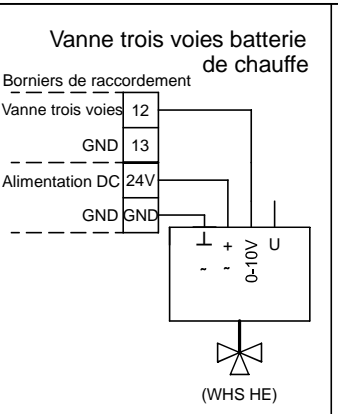 Vanne trois voies batterie
de chauffe
Borniers de raccordement
Vanne trois voies 12
GND 13
Alimentation DC 24V
GND GND
⊥ + 0-10V U
~ ~
(WHS HE)